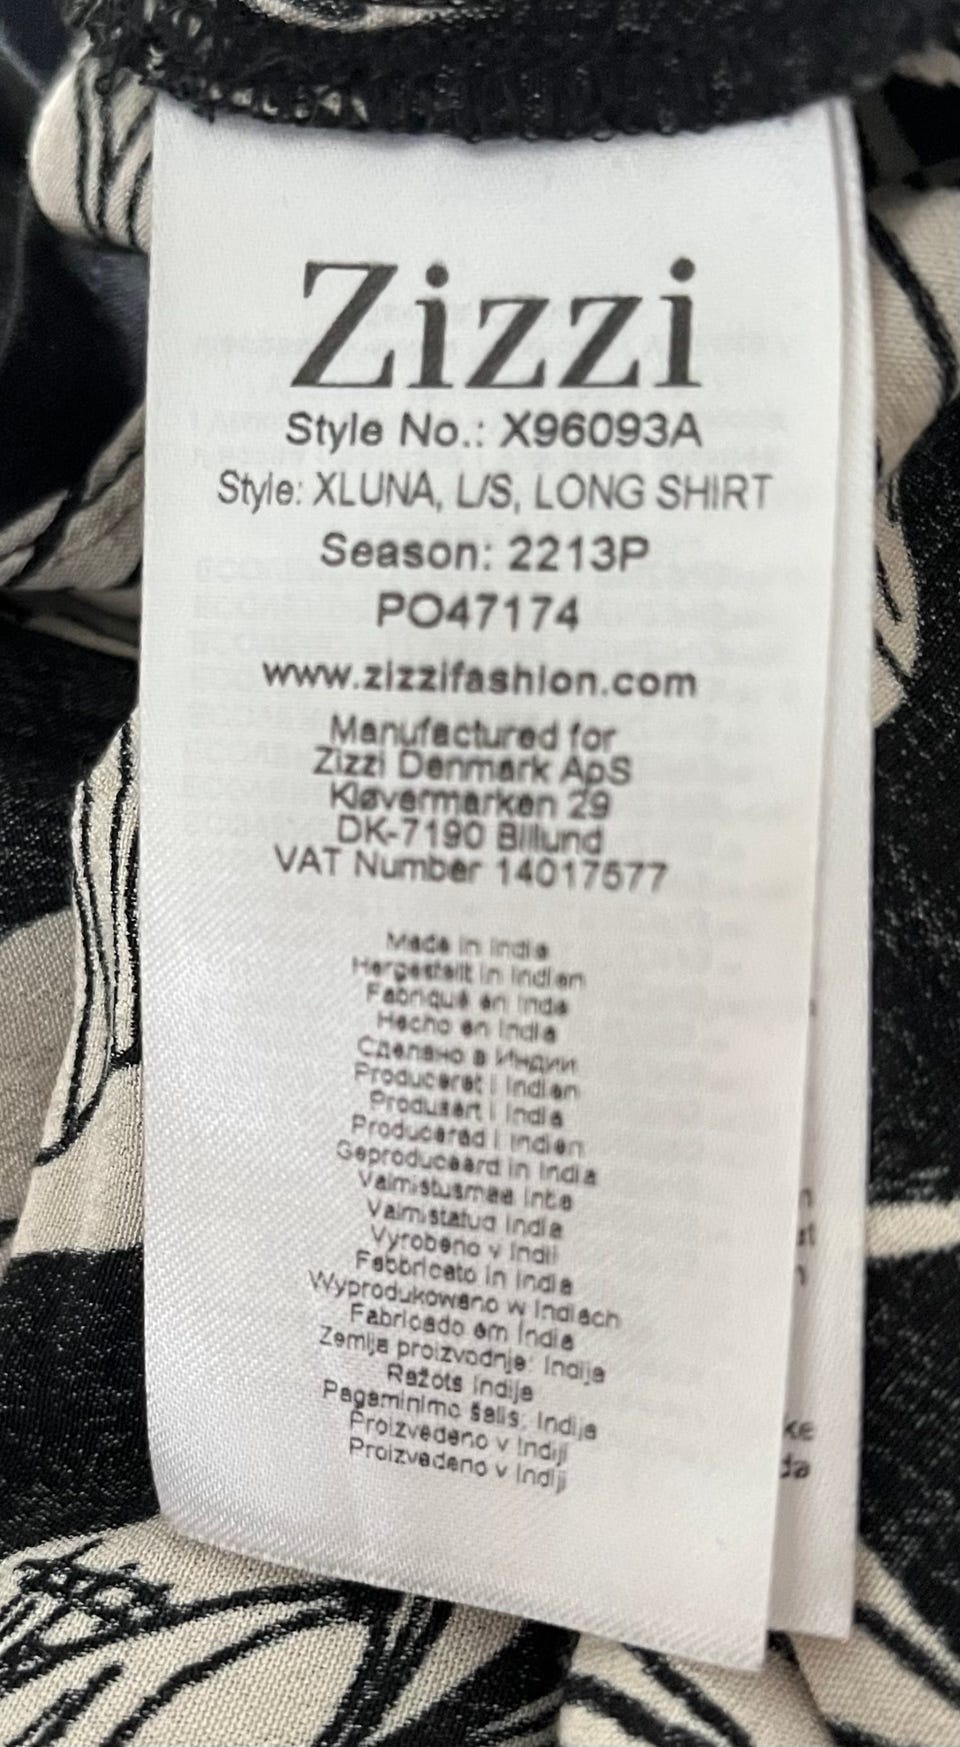 Zizzi
Style No.: X96093A
Style: XLUNA, L/S, LONG SHIRT
Season: 2213P
PO47174
www.zizzifashion.com
Manufactured for
Zizzi Denmark ApS
Kløvermarken 29
DK-7190 Billund
VAT Number 14017577
Made in India
Hergestellt in Indien
Fabriqué en Inde
Hecho en India
Сделано в Индии
Produceret i Indien
Produsert i India
Producerad i Indien
Geproduceerd in India
Valmistusmaa Intia
Valmistatud India
Vyrobeno v Indii
Fabbricato in India
Wyprodukowano w Indiach
Fabricado em Índia
Zemlja proizvodnje: Indija
Ražots Indija
Pagaminimo šalis: Indija
Proizvedeno v Indiji
Proizvedeno v Indiji